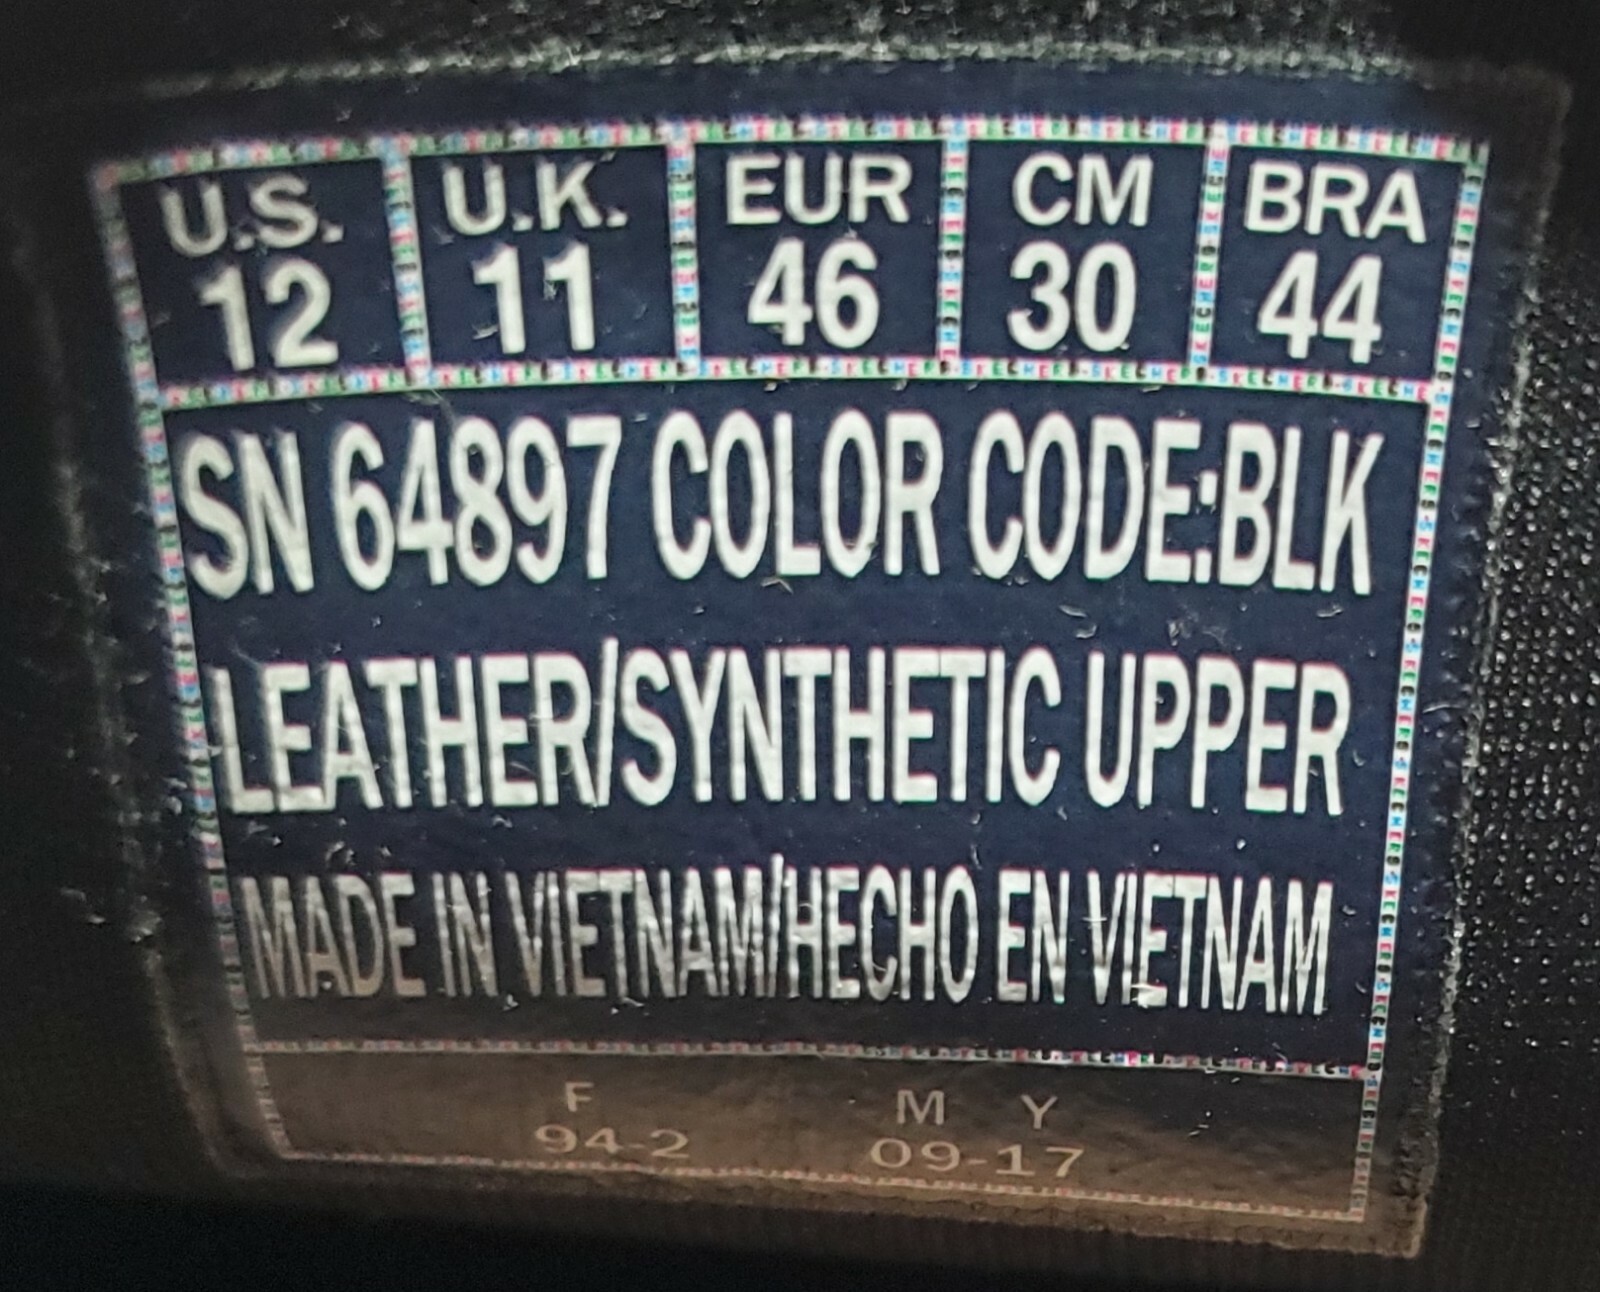 U.S. U.K. EUR CM BRA
12 11 46 30 44
SN 64897 COLOR CODE:BLK
LEATHER/SYNTHETIC UPPER
MADE IN VIETNAM/HECHO EN VIETNAM
F M Y
94-2 09-17